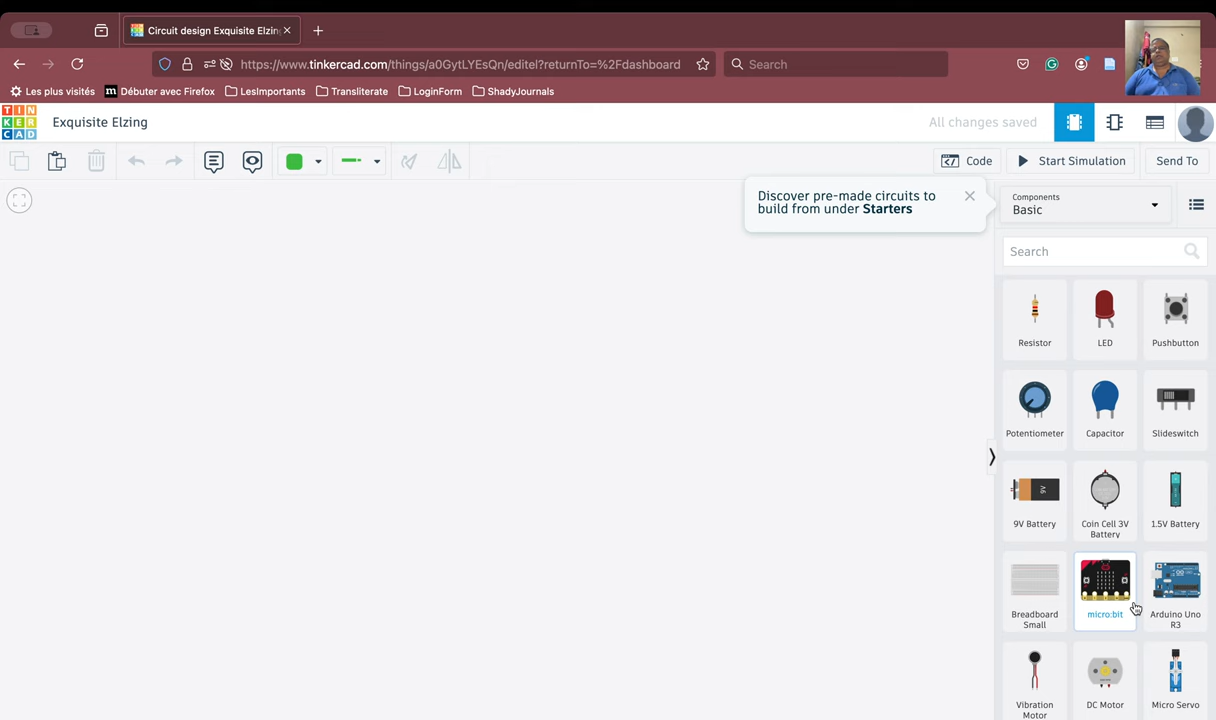 Circuit design Exquisite Elzin
https://www.tinkercad.com/things/a0GytLYEsQn/editel?returnTo=%2Fdashboard
Search
Les plus visités
Débuter avec Firefox
LesImportants
Transliterate
LoginForm
ShadyJournals
TIN
KER
CAD
Exquisite Elzing
All changes saved
Code
Start Simulation
Send To
Discover pre-made circuits to
build from under Starters
Components
Basic
Search
Resistor
LED
Pushbutton
Potentiometer
Capacitor
Slideswitch
9V
9V Battery
Coin Cell 3V
Battery
1.5V Battery
Breadboard
Small
micro:bit
Arduino Uno
R3
Vibration
Motor
DC Motor
Micro Servo